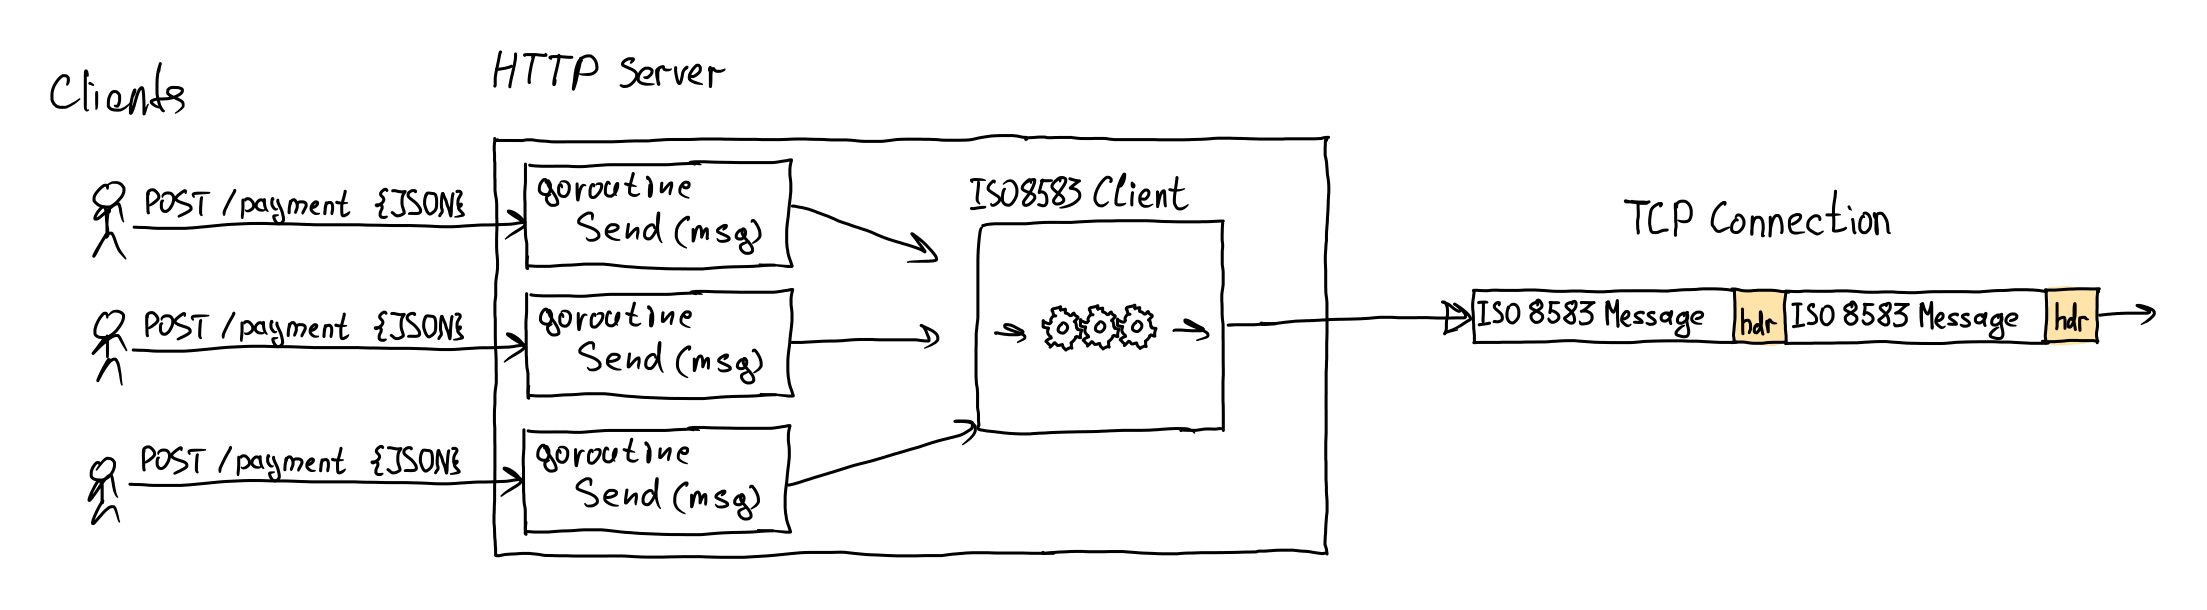 Clients
HTTP Server
POST /payment {JSON}
goroutine
Send (msg)
POST /payment {JSON}
goroutine
Send (msg)
POST /payment {JSON}
goroutine
Send (msg)
ISO8583 Client
TCP Connection
ISO 8583 Message hdr ISO 8583 Message hdr